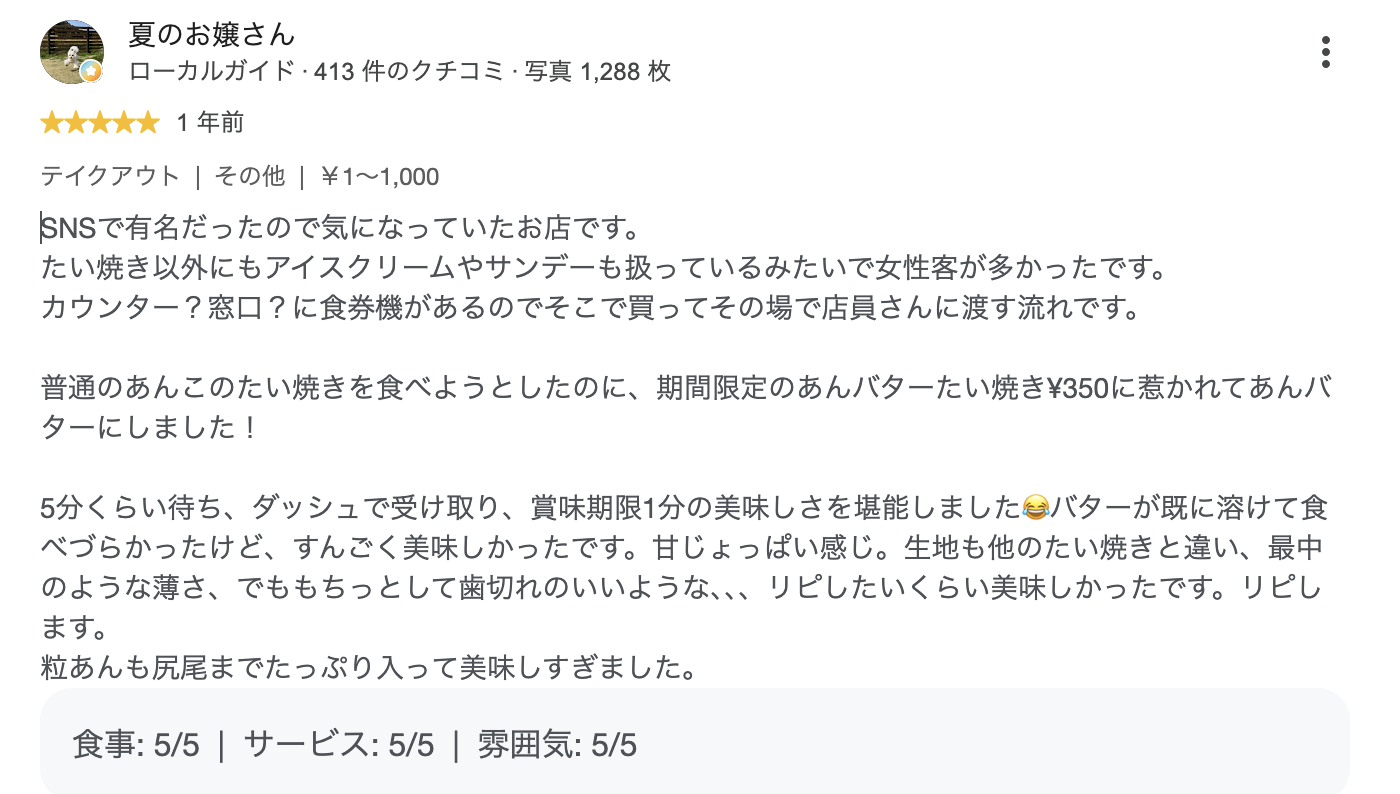 夏のお嬢さん
ローカルガイド · 413 件のクチコミ · 写真 1,288 枚
★★★★★ 1 年前
テイクアウト | その他 | ￥1～1,000
SNSで有名だったので気になっていたお店です。
たい焼き以外にもアイスクリームやサンデーも扱っているみたいで女性客が多かったです。
カウンター？窓口？に食券機があるのでそこで買ってその場で店員さんに渡す流れです。
普通のあんこのたい焼きを食べようとしたのに、期間限定のあんバターたい焼き¥350に惹かれてあんバ
ターにしました！
5分くらい待ち、ダッシュで受け取り、賞味期限1分の美味しさを堪能しました😂バターが既に溶けて食
べづらかったけど、すんごく美味しかったです。甘じょっぱい感じ。生地も他のたい焼きと違い、最中
のような薄さ、でももちっとして歯切れのいいような､､､、リピしたいくらい美味しかったです。リピし
ます。
粒あんも尻尾までたっぷり入って美味しすぎました。
食事: 5/5 | サービス: 5/5 | 雰囲気: 5/5